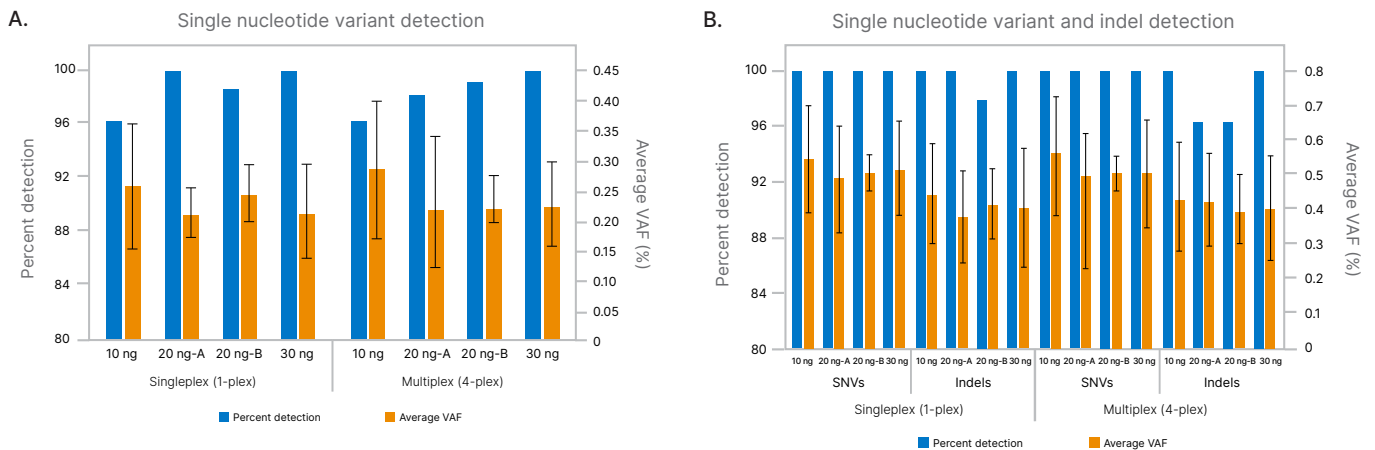 A.
Single nucleotide variant detection
Percent detection
100
96
92
88
84
80
0.45
0.40
0.35
0.30
0.25
0.20
0.15
0.10
0.05
0
Average VAF (%)
10 ng 20 ng-A 20 ng-B 30 ng 10 ng 20 ng-A 20 ng-B 30 ng
Singleplex (1-plex) Multiplex (4-plex)
Percent detection Average VAF
B.
Single nucleotide variant and indel detection
Percent detection
100
96
92
88
84
80
0.8
0.7
0.6
0.5
0.4
0.3
0.2
0.1
0
Average VAF (%)
10 ng 20 ng-A 20 ng-B 30 ng 10 ng 20 ng-A 20 ng-B 30 ng 10 ng 20 ng-A 20 ng-B 30 ng 10 ng 20 ng-A 20 ng-B 30 ng
SNVs Indels SNVs Indels
Singleplex (1-plex) Multiplex (4-plex)
Percent detection Average VAF